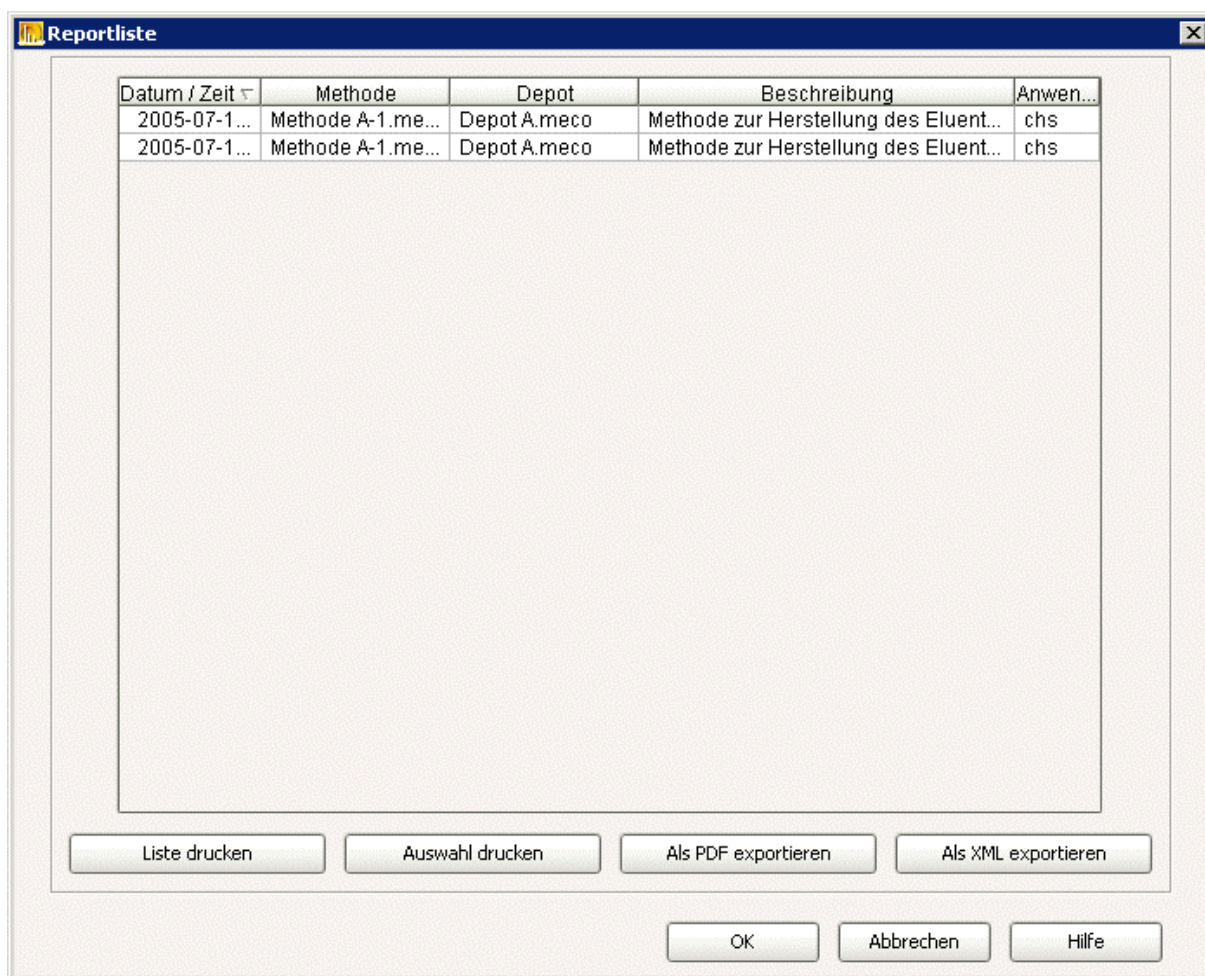 Reportliste
Datum / Zeit Methode Depot Beschreibung Anwen...
2005-07-1... Methode A-1.me... Depot A.meco Methode zur Herstellung des Eluent... chs
2005-07-1... Methode A-1.me... Depot A.meco Methode zur Herstellung des Eluent... chs
Liste drucken Auswahl drucken Als PDF exportieren Als XML exportieren
OK Abbrechen Hilfe